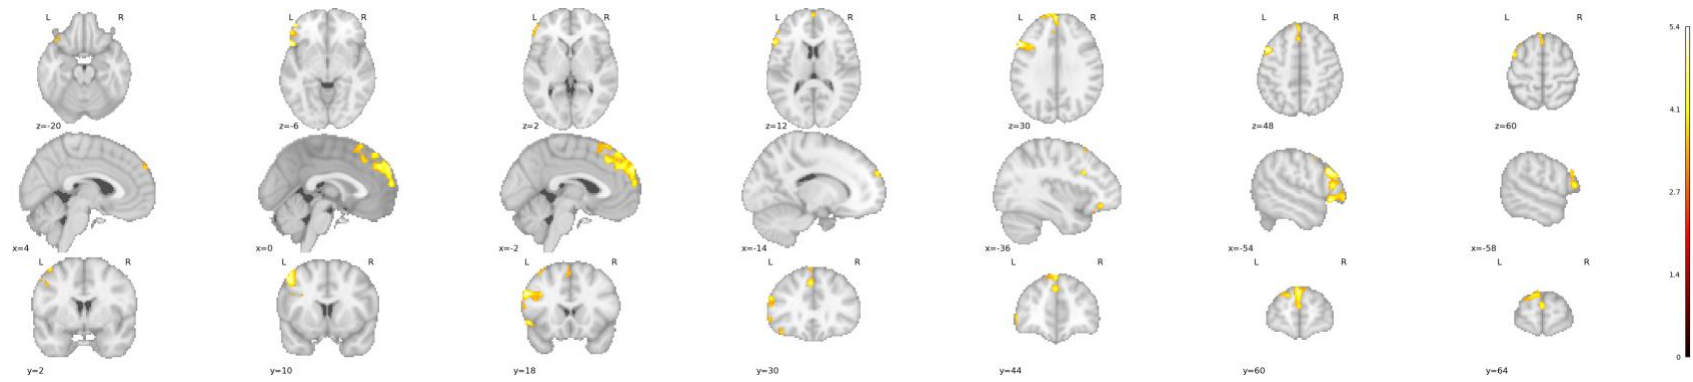 L R L R L R L R L R L R L R
5.4
4.1
2.7
1.4
0
z=-20 z=-6 z=2 z=12 z=30 z=48 z=60
x=4 x=0 x=-2 x=-14 x=-36 x=-54 x=-58
L R L R L R L R L R L R L R
y=2 y=10 y=18 y=30 y=44 y=60 y=64